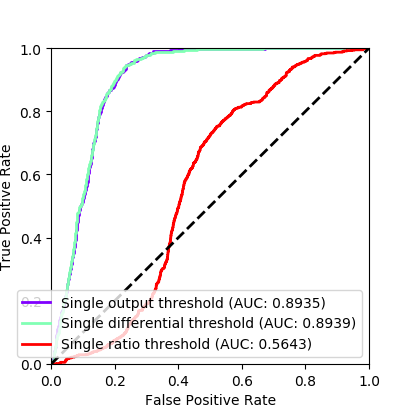 1.0
0.8
0.6
0.4
0.2
0.0
True Positive Rate
Single output threshold (AUC: 0.8935)
Single differential threshold (AUC: 0.8939)
Single ratio threshold (AUC: 0.5643)
0.0 0.2 0.4 0.6 0.8 1.0
False Positive Rate